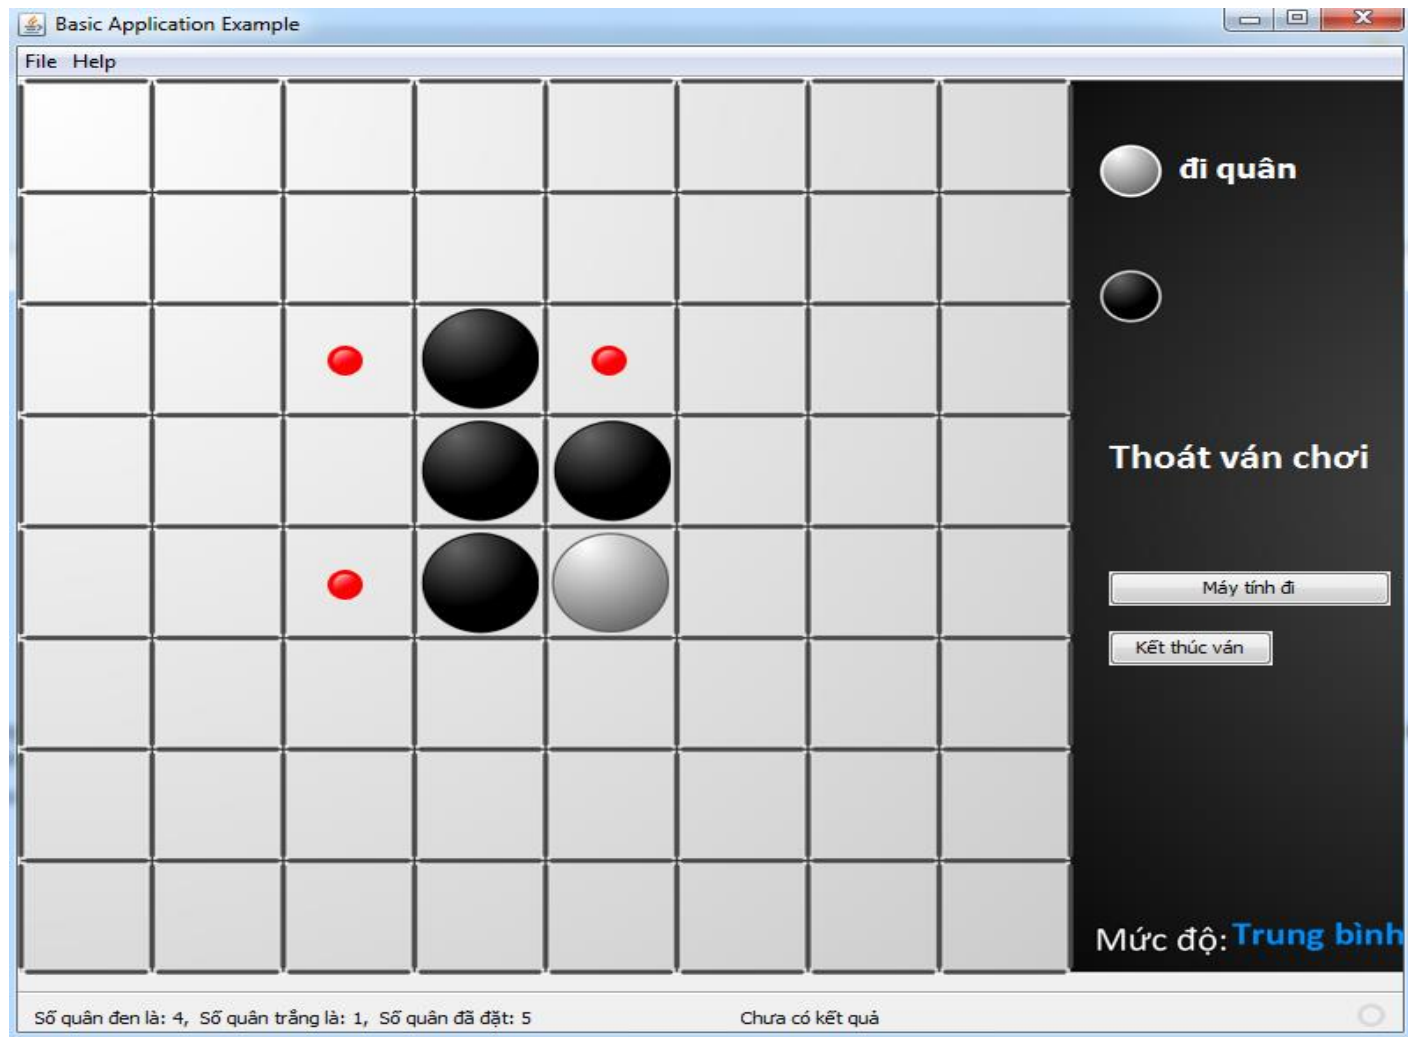 Basic Application Example
File Help
đi quân
Thoát ván chơi
Máy tính đi
Kết thúc ván
Mức độ: Trung bình
Số quân đen là: 4, Số quân trắng là: 1, Số quân đã đặt: 5
Chưa có kết quả